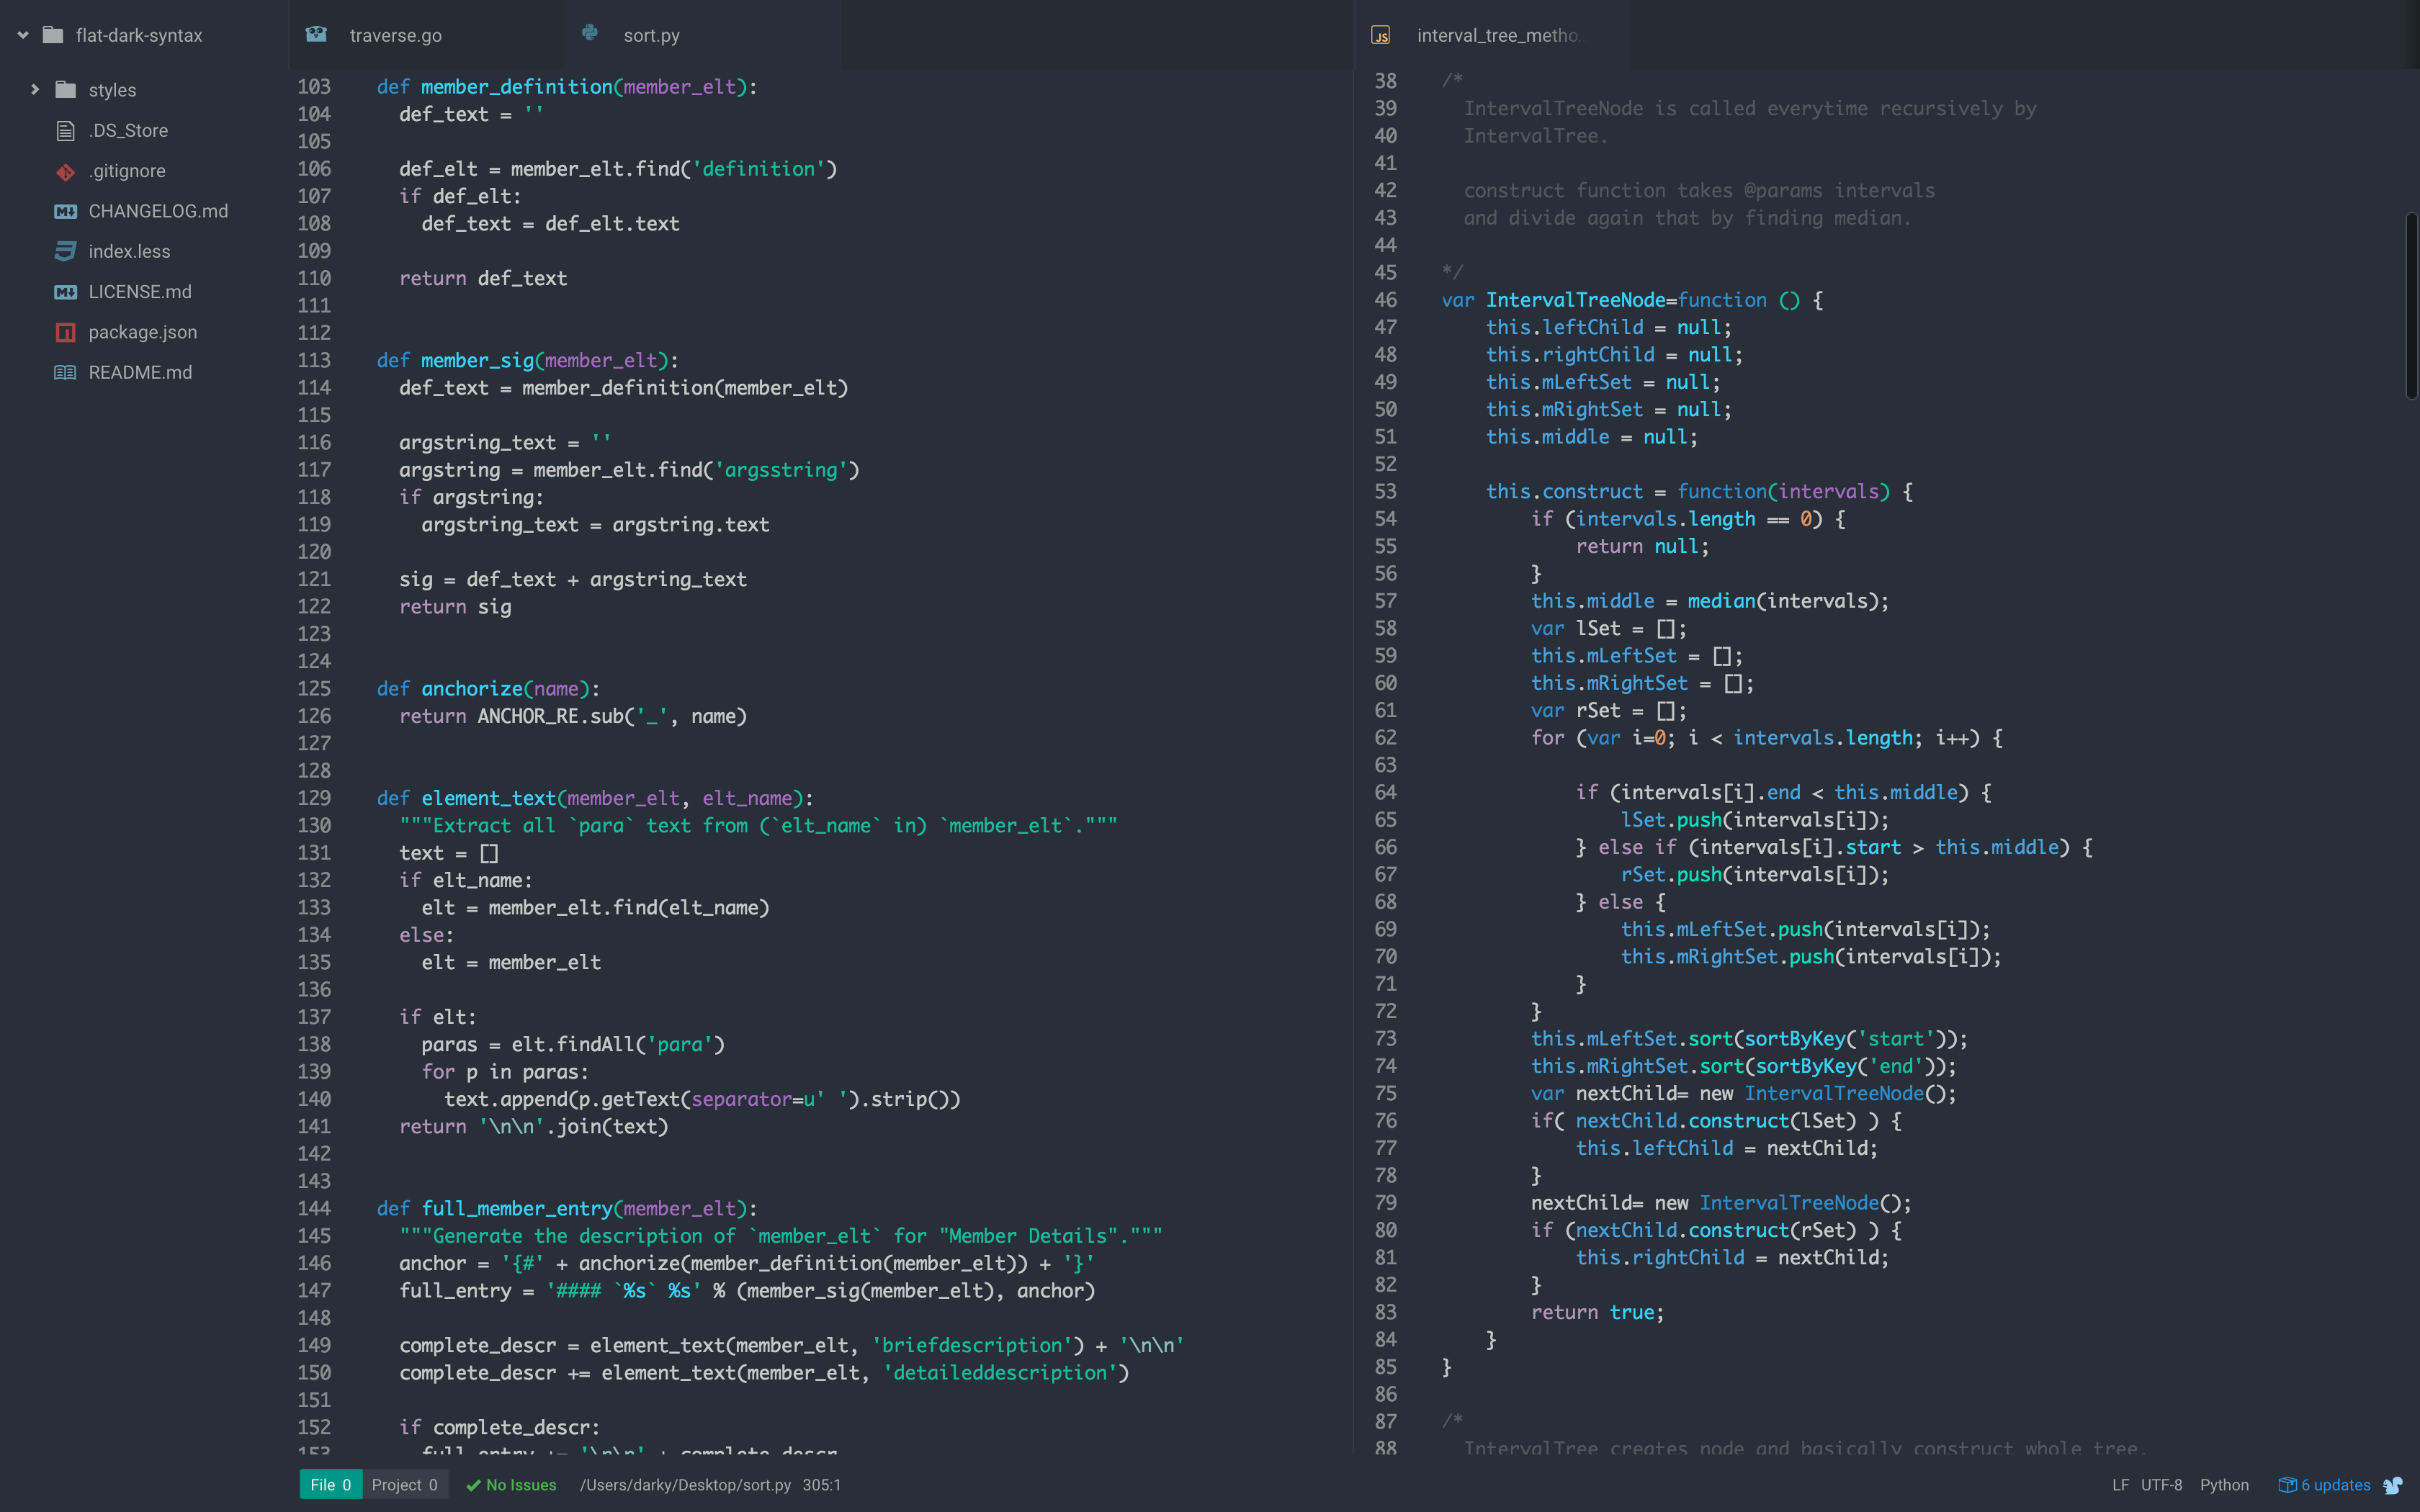 flat-dark-syntax
styles
.DS_Store
.gitignore
CHANGELOG.md
index.less
LICENSE.md
package.json
README.md
traverse.go
sort.py
103 def member_definition(member_elt):
104   def_text = ''
105
106   def_elt = member_elt.find('definition')
107   if def_elt:
108     def_text = def_elt.text
109
110   return def_text
111
112
113 def member_sig(member_elt):
114   def_text = member_definition(member_elt)
115
116   argstring_text = ''
117   argstring = member_elt.find('argsstring')
118   if argstring:
119     argstring_text = argstring.text
120
121   sig = def_text + argstring_text
122   return sig
123
124
125 def anchorize(name):
126   return ANCHOR_RE.sub('_', name)
127
128
129 def element_text(member_elt, elt_name):
130   """Extract all `para` text from (`elt_name` in) `member_elt`."""
131   text = []
132   if elt_name:
133     elt = member_elt.find(elt_name)
134   else:
135     elt = member_elt
136
137   if elt:
138     paras = elt.findAll('para')
139     for p in paras:
140       text.append(p.getText(separator=u' ').strip())
141   return '\n\n'.join(text)
142
143
144 def full_member_entry(member_elt):
145   """Generate the description of `member_elt` for "Member Details"."""
146   anchor = '{#' + anchorize(member_definition(member_elt)) + '}'
147   full_entry = '#### `%s` %s' % (member_sig(member_elt), anchor)
148
149   complete_descr = element_text(member_elt, 'briefdescription') + '\n\n'
150   complete_descr += element_text(member_elt, 'detaileddescription')
151
152   if complete_descr:
153     full_entry += '\n\n' + complete_descr
interval_tree_metho
38 /*
39   IntervalTreeNode is called everytime recursively by
40   IntervalTree.
41
42   construct function takes @params intervals
43   and divide again that by finding median.
44
45 */
46 var IntervalTreeNode=function () {
47     this.leftChild = null;
48     this.rightChild = null;
49     this.mLeftSet = null;
50     this.mRightSet = null;
51     this.middle = null;
52
53     this.construct = function(intervals) {
54         if (intervals.length == 0) {
55             return null;
56         }
57         this.middle = median(intervals);
58         var lSet = [];
59         this.mLeftSet = [];
60         this.mRightSet = [];
61         var rSet = [];
62         for (var i=0; i < intervals.length; i++) {
63
64             if (intervals[i].end < this.middle) {
65                 lSet.push(intervals[i]);
66             } else if (intervals[i].start > this.middle) {
67                 rSet.push(intervals[i]);
68             } else {
69                 this.mLeftSet.push(intervals[i]);
70                 this.mRightSet.push(intervals[i]);
71             }
72         }
73         this.mLeftSet.sort(sortByKey('start'));
74         this.mRightSet.sort(sortByKey('end'));
75         var nextChild= new IntervalTreeNode();
76         if( nextChild.construct(lSet) ) {
77             this.leftChild = nextChild;
78         }
79         nextChild= new IntervalTreeNode();
80         if (nextChild.construct(rSet) ) {
81             this.rightChild = nextChild;
82         }
83         return true;
84     }
85 }
86
87 /*
88   IntervalTree creates node and basically construct whole tree.
File 0 Project 0 No Issues /Users/darky/Desktop/sort.py 305:1 LF UTF-8 Python 6 updates